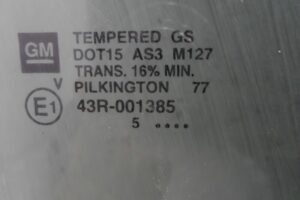 TEMPERED GS
GM DOT15 AS3 M127
TRANS. 16% MIN.
V PILKINGTON 77
E1 43R-001385
5 ....